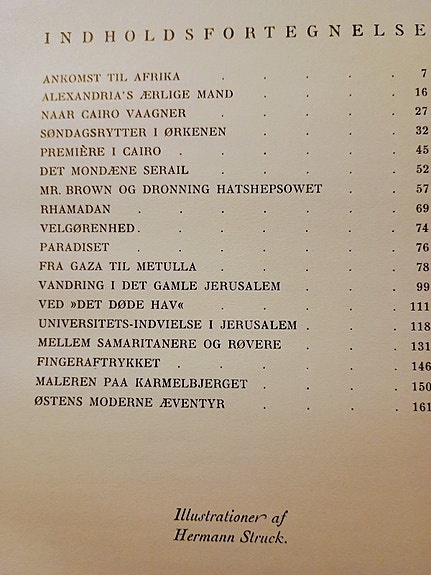 INDHOLDSFORTEGNELSE
ANKOMST TIL AFRIKA . . . . . 7
ALEXANDRIA'S ÆRLIGE MAND . . . . 16
NAAR CAIRO VAAGNER . . . . . 27
SØNDAGSRYTTER I ØRKENEN . . . . 32
PREMIÈRE I CAIRO . . . . . . 45
DET MONDÆNE SERAIL . . . . . 52
MR. BROWN OG DRONNING HATSHEPSOWET . . 57
RHAMADAN . . . . . . . 69
VELGØRENHED . . . . . . . 74
PARADISET . . . . . . . 76
FRA GAZA TIL METULLA . . . . . 78
VANDRING I DET GAMLE JERUSALEM . . . 99
VED »DET DØDE HAV« . . . . . 111
UNIVERSITETS-INDVIELSE I JERUSALEM . . . 118
MELLEM SAMARITANERE OG RØVERE . . . 131
FINGERAFTRYKKET . . . . . . 146
MALEREN PAA KARMELBJERGET . . . . 150
ØSTENS MODERNE ÆVENTYR . . . . 161
Illustrationer af
Hermann Struck.